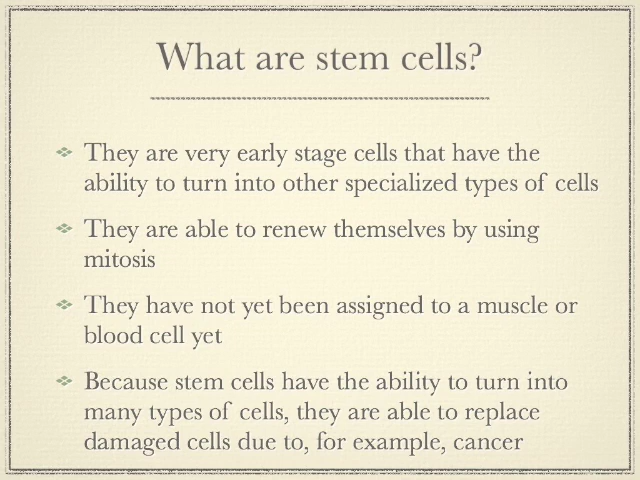 What are stem cells?
They are very early stage cells that have the
ability to turn into other specialized types of cells
They are able to renew themselves by using
mitosis
They have not yet been assigned to a muscle or
blood cell yet
Because stem cells have the ability to turn into
many types of cells, they are able to replace
damaged cells due to, for example, cancer